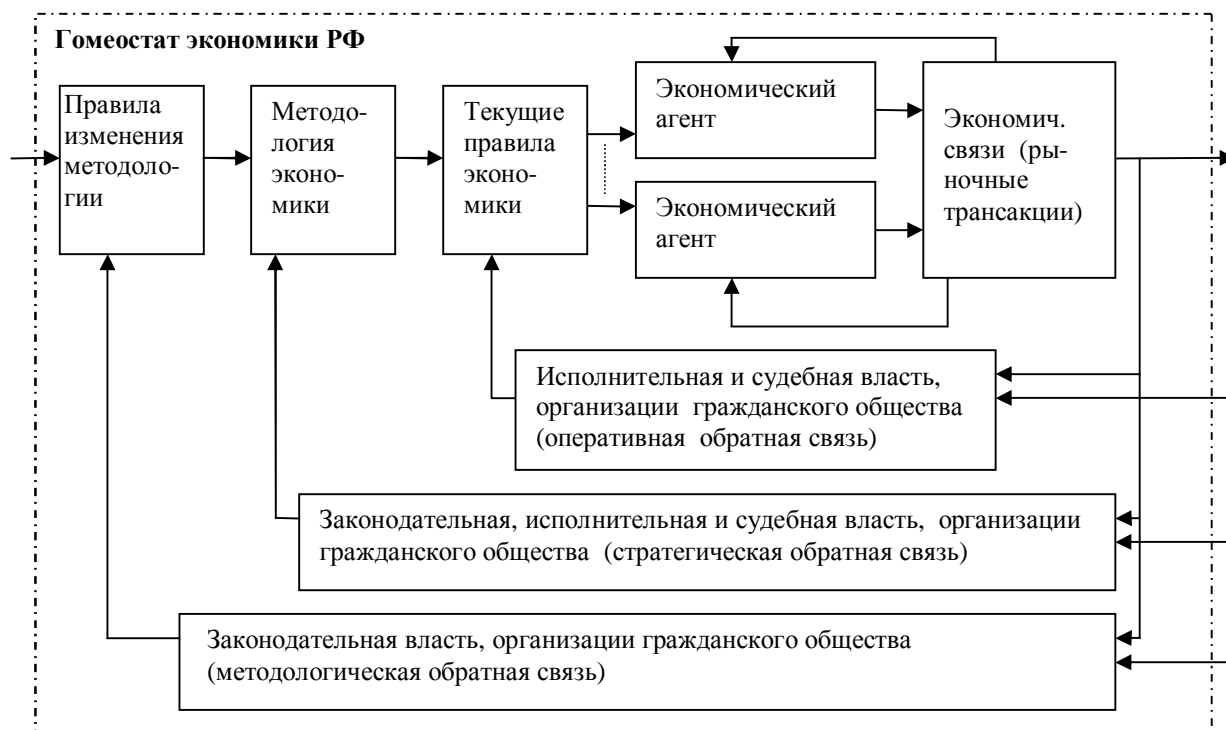 Гомеостат экономики РФ
Правила
изменения
методоло-
гии
Методо-
логия
эконо-
мики
Текущие
правила
эконо-
мики
Экономический
агент
Экономический
агент
Экономич.
связи (ры-
ночные
трансакции)
Исполнительная и судебная власть,
организации гражданского общества
(оперативная обратная связь)
Законодательная, исполнительная и судебная власть, организации
гражданского общества (стратегическая обратная связь)
Законодательная власть, организации гражданского общества
(методологическая обратная связь)